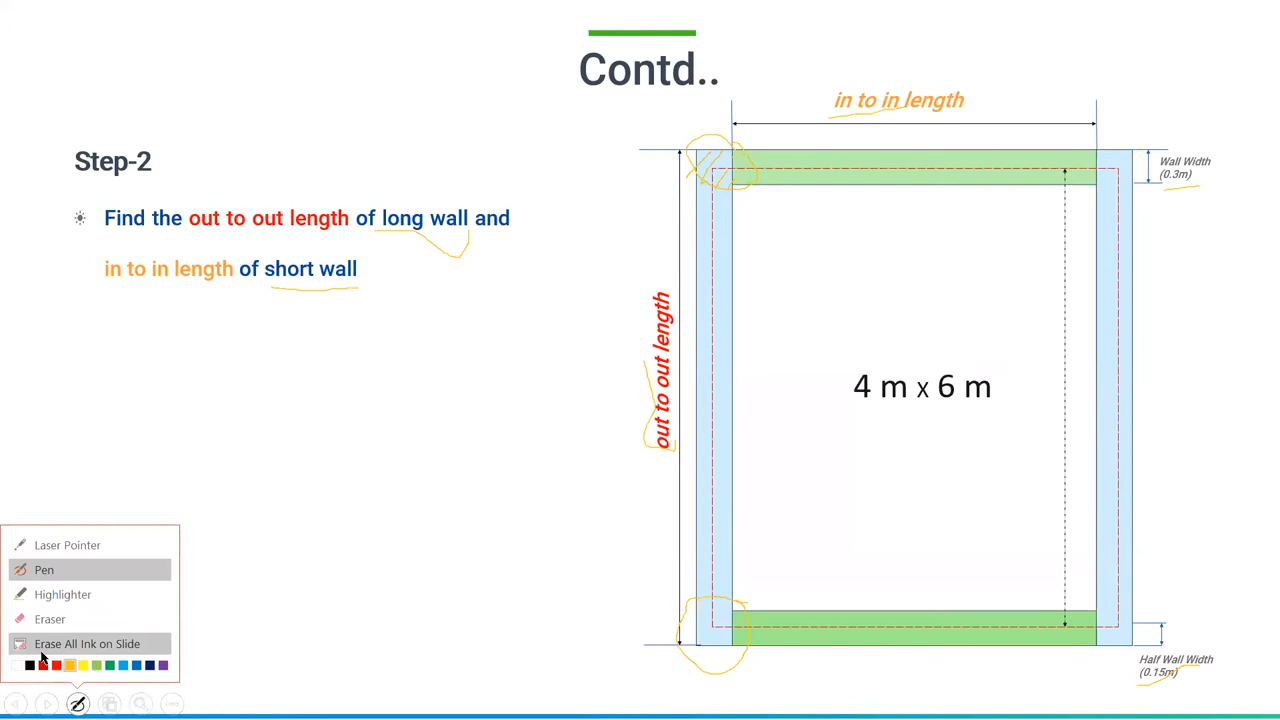 Contd..
in to in length
Step-2
Wall Width
(0.3m)
Find the out to out length of long wall and
in to in length of short wall
out to out length
4 m x 6 m
Laser Pointer
Pen
Highlighter
Eraser
Erase All Ink on Slide
Half Wall Width
(0.15m)